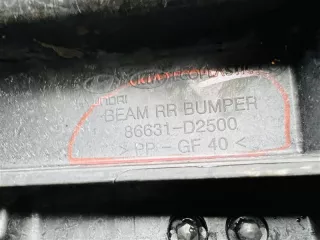 BEAM RR BUMPER
86631-D2500
> PP - GF 40 <